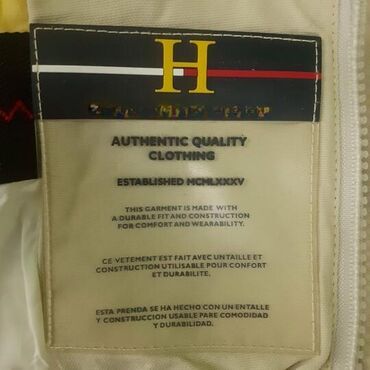 H
AUTHENTIC QUALITY
CLOTHING
ESTABLISHED MCMLXXXV
THIS GARMENT IS MADE WITH
A DURABLE FIT AND CONSTRUCTION
FOR COMFORT AND WEARABILITY.
CE VETEMENT EST FAIT AVEC UNTAILLE ET
CONSTRUCTION UTILISABLE POUR CONFORT
ET DURABILITE.
ESTA PRENDA SE HA HECHO CON UN ENTALLE
Y CONSTRUCCION USABLE PARE COMODIDAD
Y DURABILIDAD.